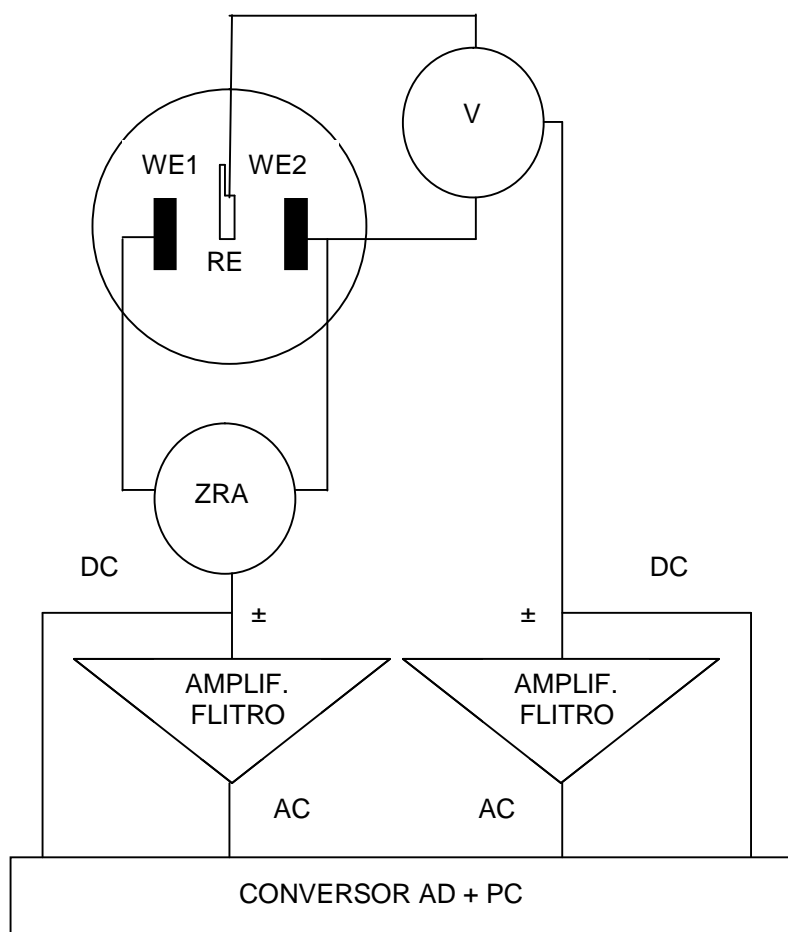 V
WE1
WE2
RE
ZRA
DC
DC
±
±
AMPLIF.
FLITRO
AMPLIF.
FLITRO
AC
AC
CONVERSOR AD + PC